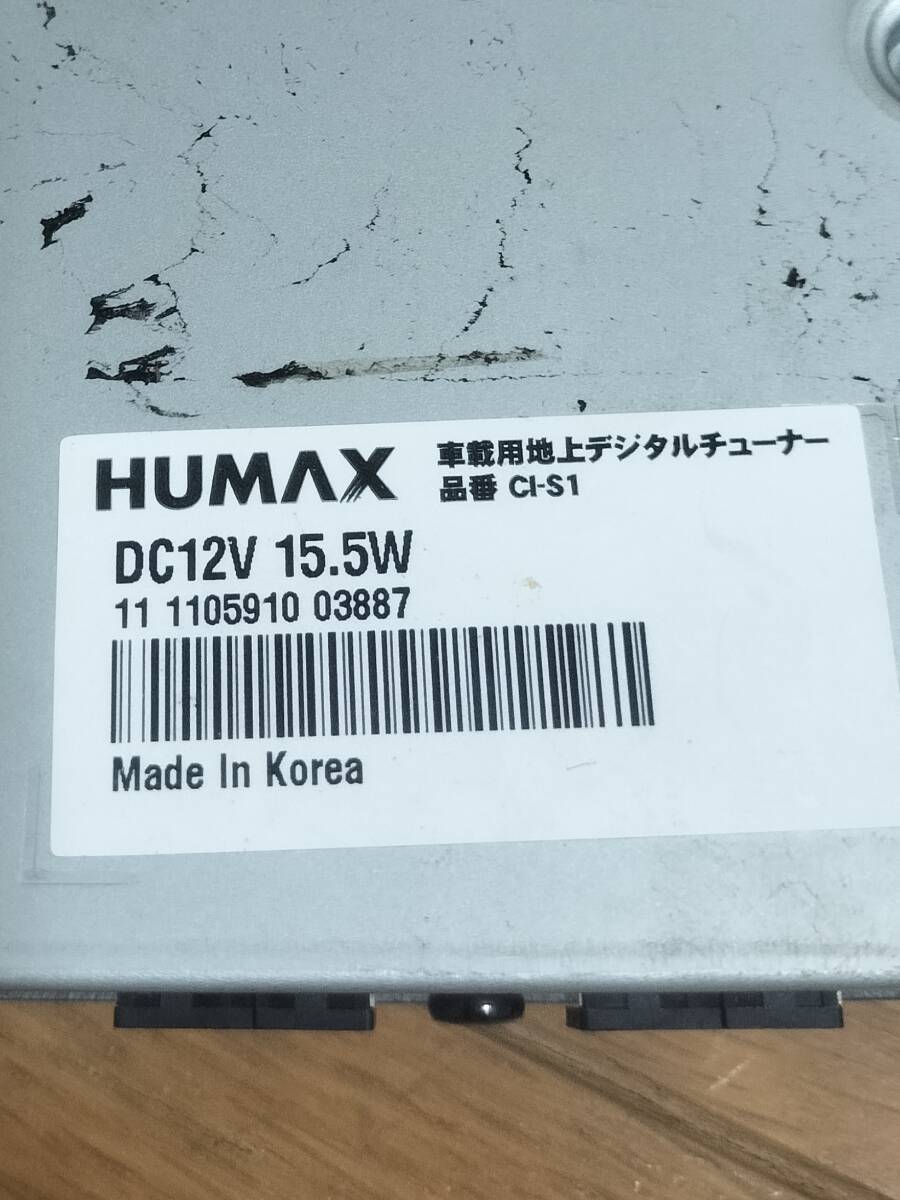 HUMAX
車載用地上デジタルチューナー
品番 CI-S1
DC12V 15.5W
11 1105910 03887
Made In Korea